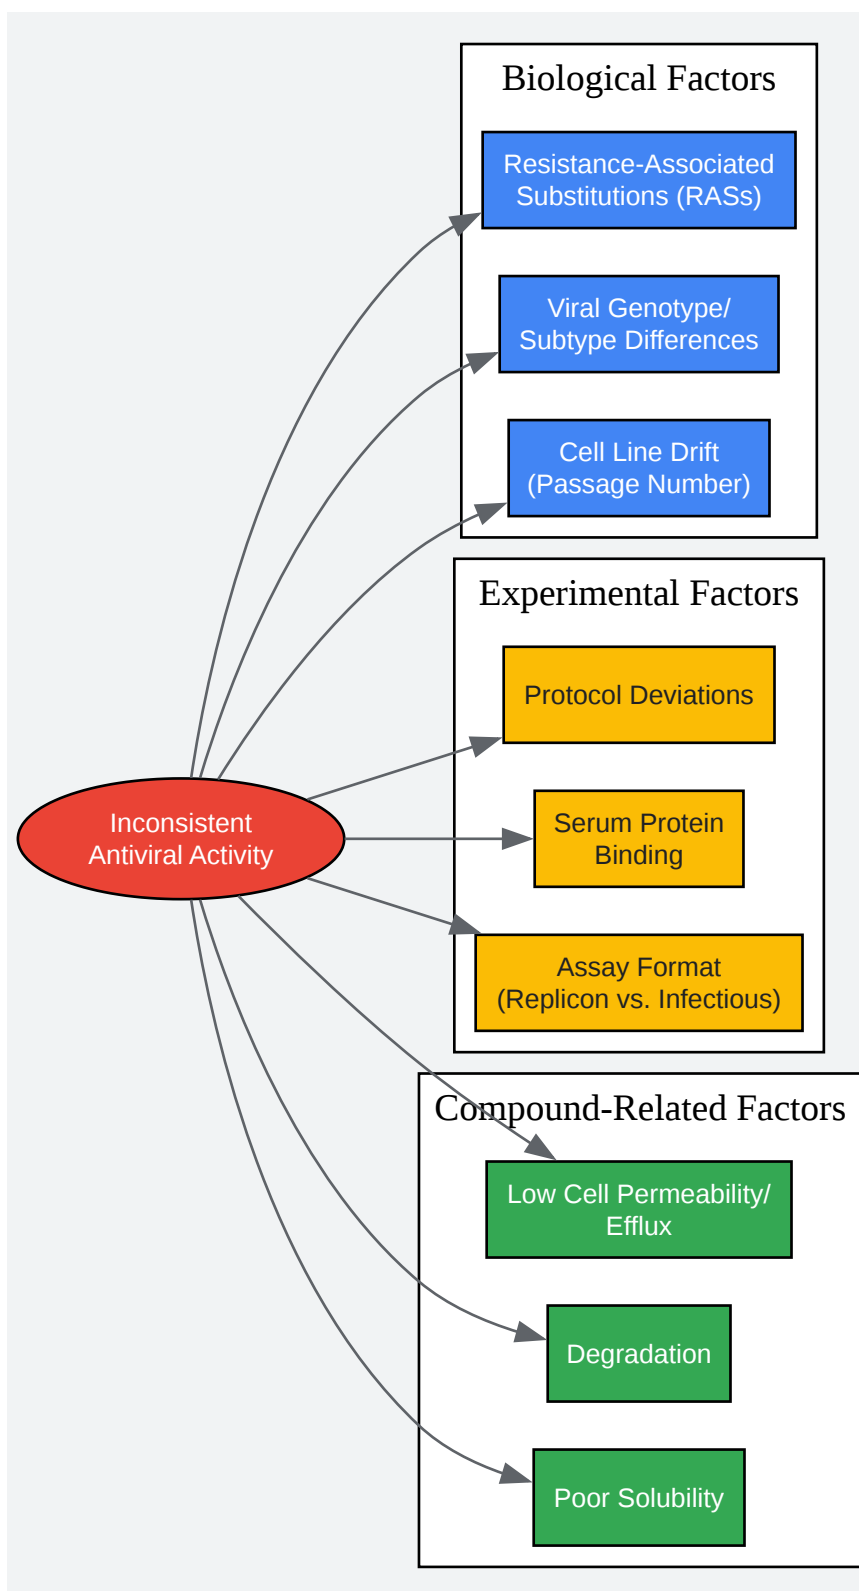 Biological Factors
Resistance-Associated
Substitutions (RASs)
Viral Genotype/
Subtype Differences
Cell Line Drift
(Passage Number)
Experimental Factors
Protocol Deviations
Inconsistent
Antiviral Activity
Serum Protein
Binding
Assay Format
(Replicon vs. Infectious)
Compound-Related Factors
Low Cell Permeability/
Efflux
Degradation
Poor Solubility